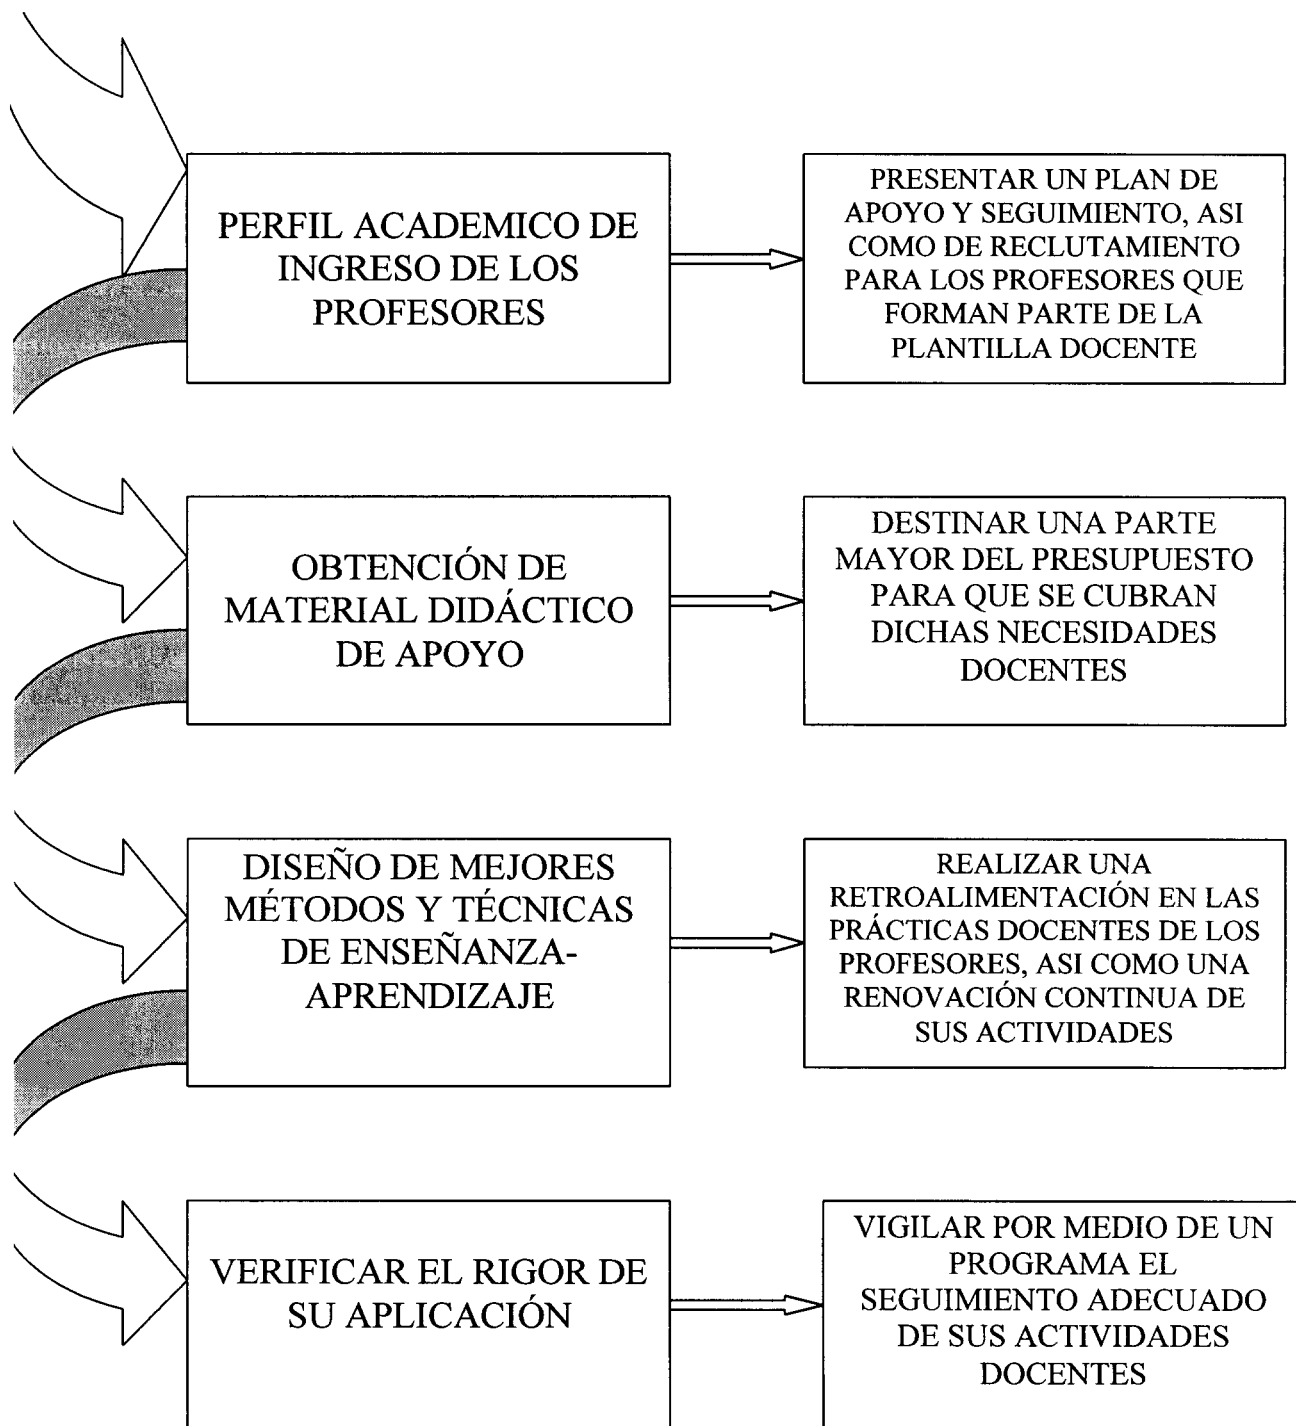 PERFIL ACADEMICO DE
INGRESO DE LOS
PROFESORES
PRESENTAR UN PLAN DE
APOYO Y SEGUIMIENTO, ASI
COMO DE RECLUTAMIENTO
PARA LOS PROFESORES QUE
FORMAN PARTE DE LA
PLANTILLA DOCENTE
OBTENCIÓN DE
MATERIAL DIDÁCTICO
DE APOYO
DESTINAR UNA PARTE
MAYOR DEL PRESUPUESTO
PARA QUE SE CUBRAN
DICHAS NECESIDADES
DOCENTES
DISEÑO DE MEJORES
MÉTODOS Y TÉCNICAS
DE ENSEÑANZA-
APRENDIZAJE
REALIZAR UNA
RETROALIMENTACIÓN EN LAS
PRÁCTICAS DOCENTES DE LOS
PROFESORES, ASI COMO UNA
RENOVACIÓN CONTINUA DE
SUS ACTIVIDADES
VERIFICAR EL RIGOR DE
SU APLICACIÓN
VIGILAR POR MEDIO DE UN
PROGRAMA EL
SEGUIMIENTO ADECUADO
DE SUS ACTIVIDADES
DOCENTES